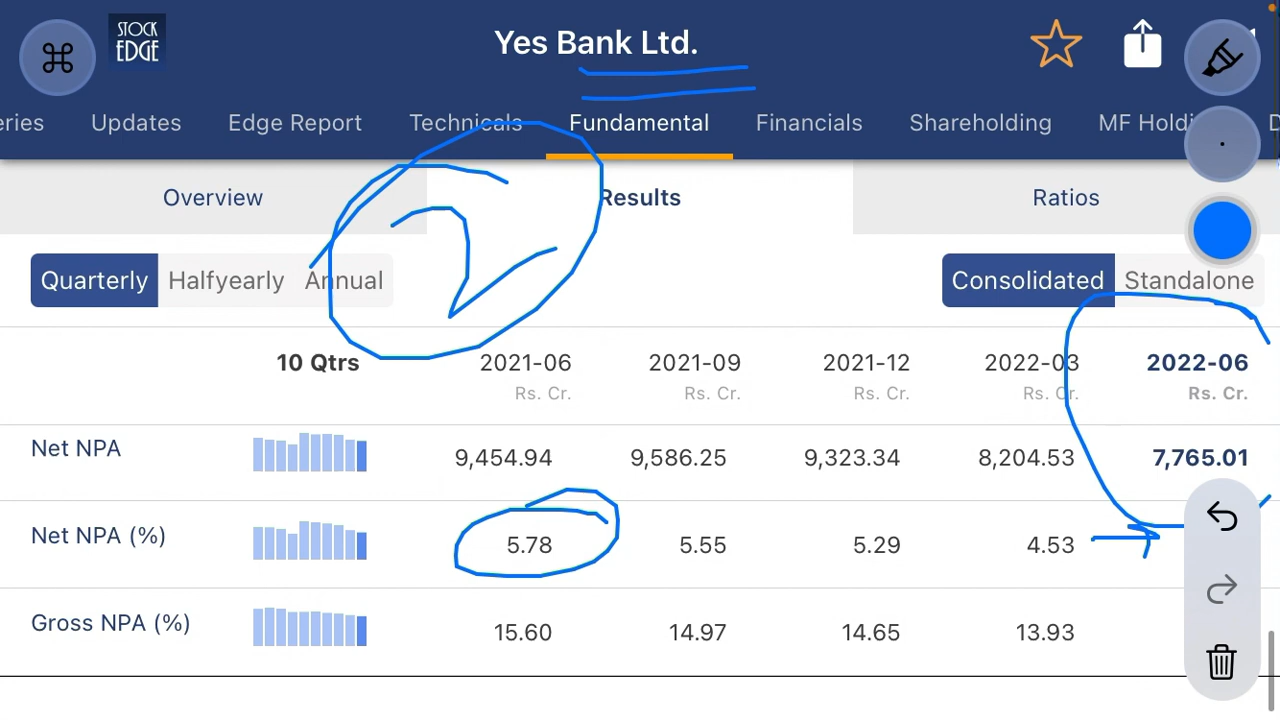 STOCK
EDGE
Yes Bank Ltd.
eries Updates Edge Report Technicals Fundamental Financials Shareholding MF Holdi
Overview Results Ratios
Quarterly Halfyearly Annual Consolidated Standalone
10 Qtrs 2021-06 2021-09 2021-12 2022-03 2022-06
Rs. Cr. Rs. Cr. Rs. Cr. Rs. Cr. Rs. Cr.
Net NPA 9,454.94 9,586.25 9,323.34 8,204.53 7,765.01
Net NPA (%) 5.78 5.55 5.29 4.53
Gross NPA (%) 15.60 14.97 14.65 13.93